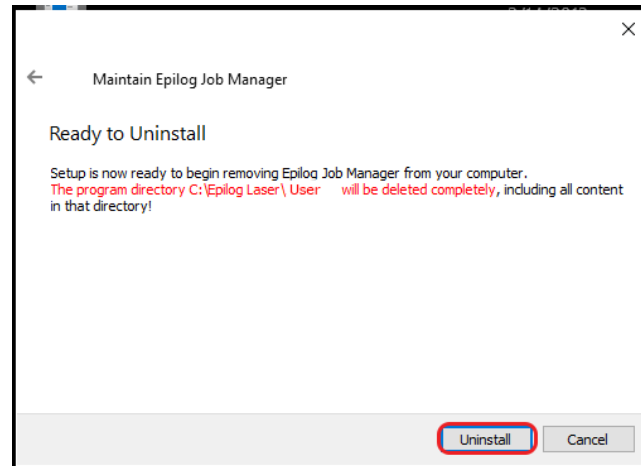 Maintain Epilog Job Manager
Ready to Uninstall
Setup is now ready to begin removing Epilog Job Manager from your computer.
The program directory C:\Epilog Laser\ User will be deleted completely, including all content
in that directory!
Uninstall Cancel